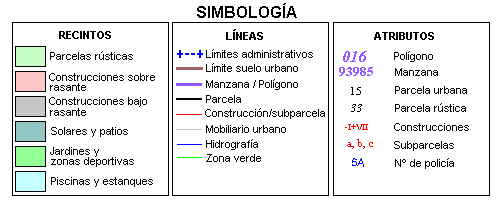 SIMBOLOGÍA
RECINTOS
Parcelas rústicas
Construcciones sobre
rasante
Construcciones bajo
rasante
Solares y patios
Jardines y
zonas deportivas
Piscinas y estanques
LÍNEAS
Límites administrativos
Límite suelo urbano
Manzana / Polígono
Parcela
Construcción/subparcela
Mobiliario urbano
Hidrografía
Zona verde
ATRIBUTOS
016 Polígono
93985 Manzana
15 Parcela urbana
33 Parcela rústica
-I+VII Construcciones
a, b, c Subparcelas
5A Nº de policía